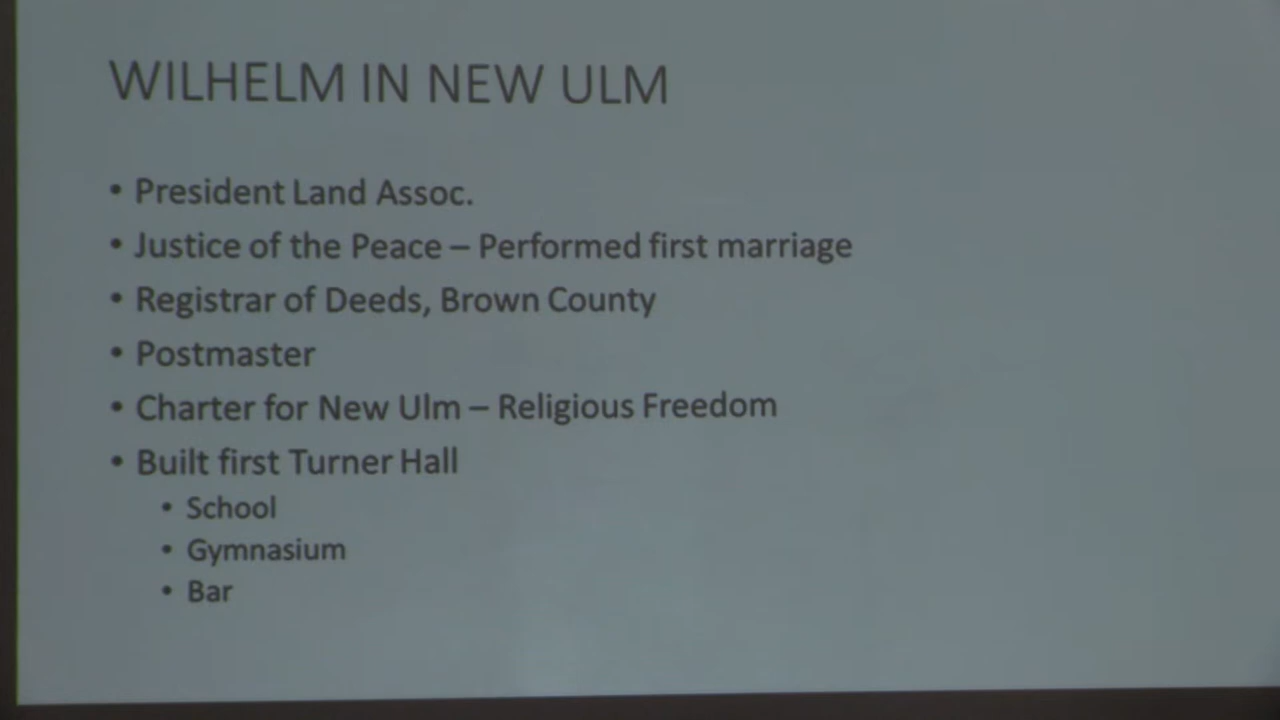 WILHELM IN NEW ULM
• President Land Assoc.
• Justice of the Peace – Performed first marriage
• Registrar of Deeds, Brown County
• Postmaster
• Charter for New Ulm – Religious Freedom
• Built first Turner Hall
• School
• Gymnasium
• Bar